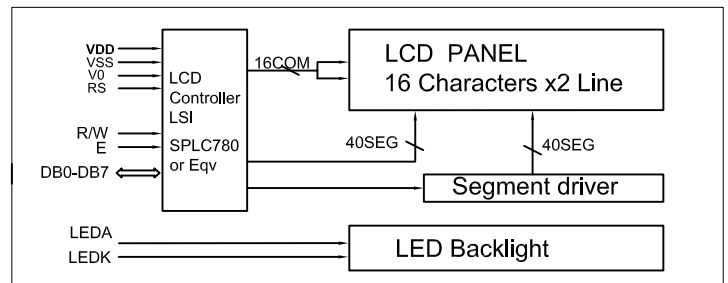 VDD
VSS
V0
RS
R/W
E
DB0-DB7
LCD
Controller
LSI
SPLC780
or Eqv
16COM
LCD PANEL
16 Characters x2 Line
40SEG
40SEG
Segment driver
LEDA
LEDK
LED Backlight